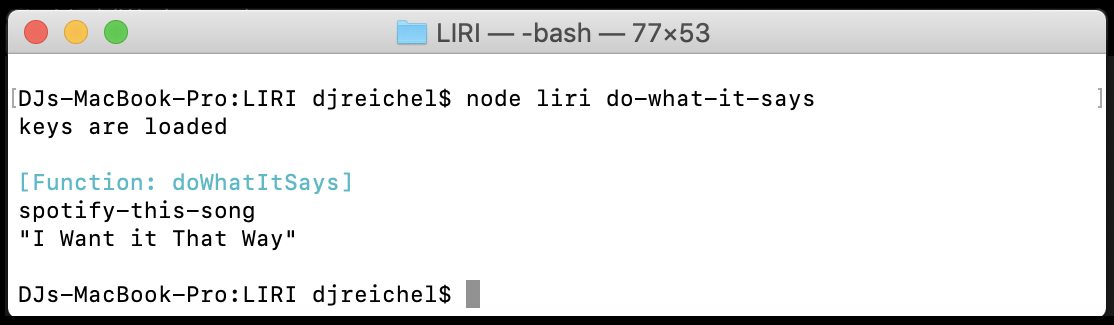 LIRI — -bash — 77×53
[DJs-MacBook-Pro:LIRI djreichel$ node liri do-what-it-says ]
keys are loaded
[Function: doWhatItSays]
spotify-this-song
"I Want it That Way"
DJs-MacBook-Pro:LIRI djreichel$